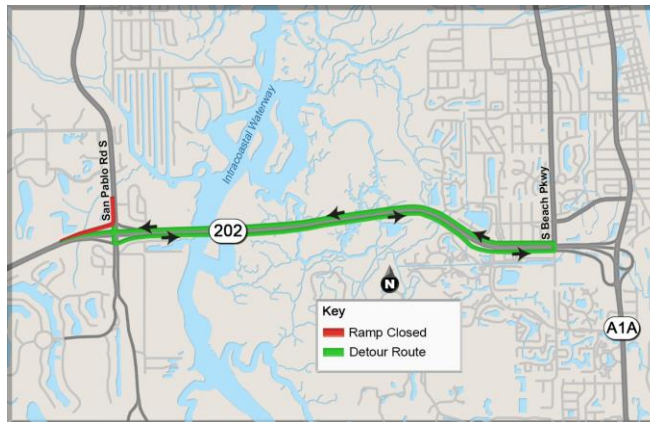 San Pablo Rd S
Intracoastal Waterway
202
S Beach Pkwy
N
A1A
Key
Ramp Closed
Detour Route